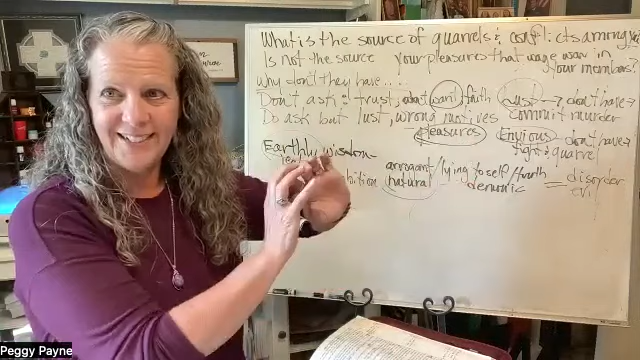 What is the source of quarrels & conflicts among
Is not the source your pleasures that wage war in
your members?
Why don't they have....
Don't ask: trust, want faith
Lust → don't have?
Do ask but lust, wrong motives
commit murder
pleasures
Envious
don't have?
fight & quarrel
Earthly wisdom
arrogant/lying to self/truth
natural
demonic
= disorder
evil
Peggy Payne